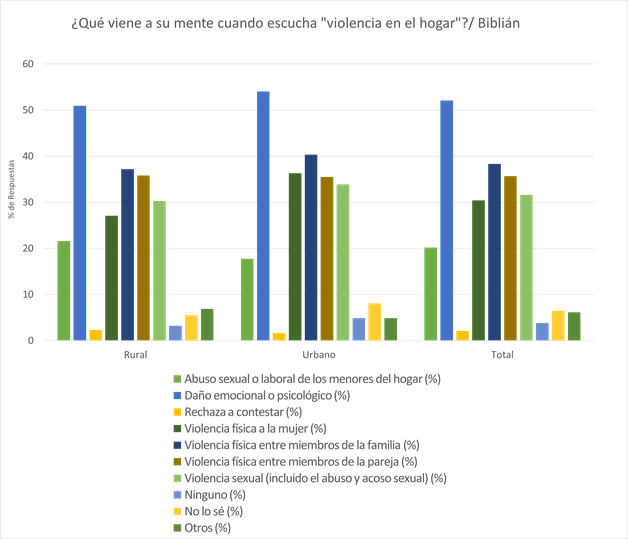 ¿Qué viene a su mente cuando escucha "violencia en el hogar"?/ Biblián
60
50
40
30
20
10
0
% de Respuestas
Rural
Urbano
Total
Abuso sexual o laboral de los menores del hogar (%)
Daño emocional o psicológico (%)
Rechaza a contestar (%)
Violencia física a la mujer (%)
Violencia física entre miembros de la familia (%)
Violencia física entre miembros de la pareja (%)
Violencia sexual (incluido el abuso y acoso sexual) (%)
Ninguno (%)
No lo sé (%)
Otros (%)